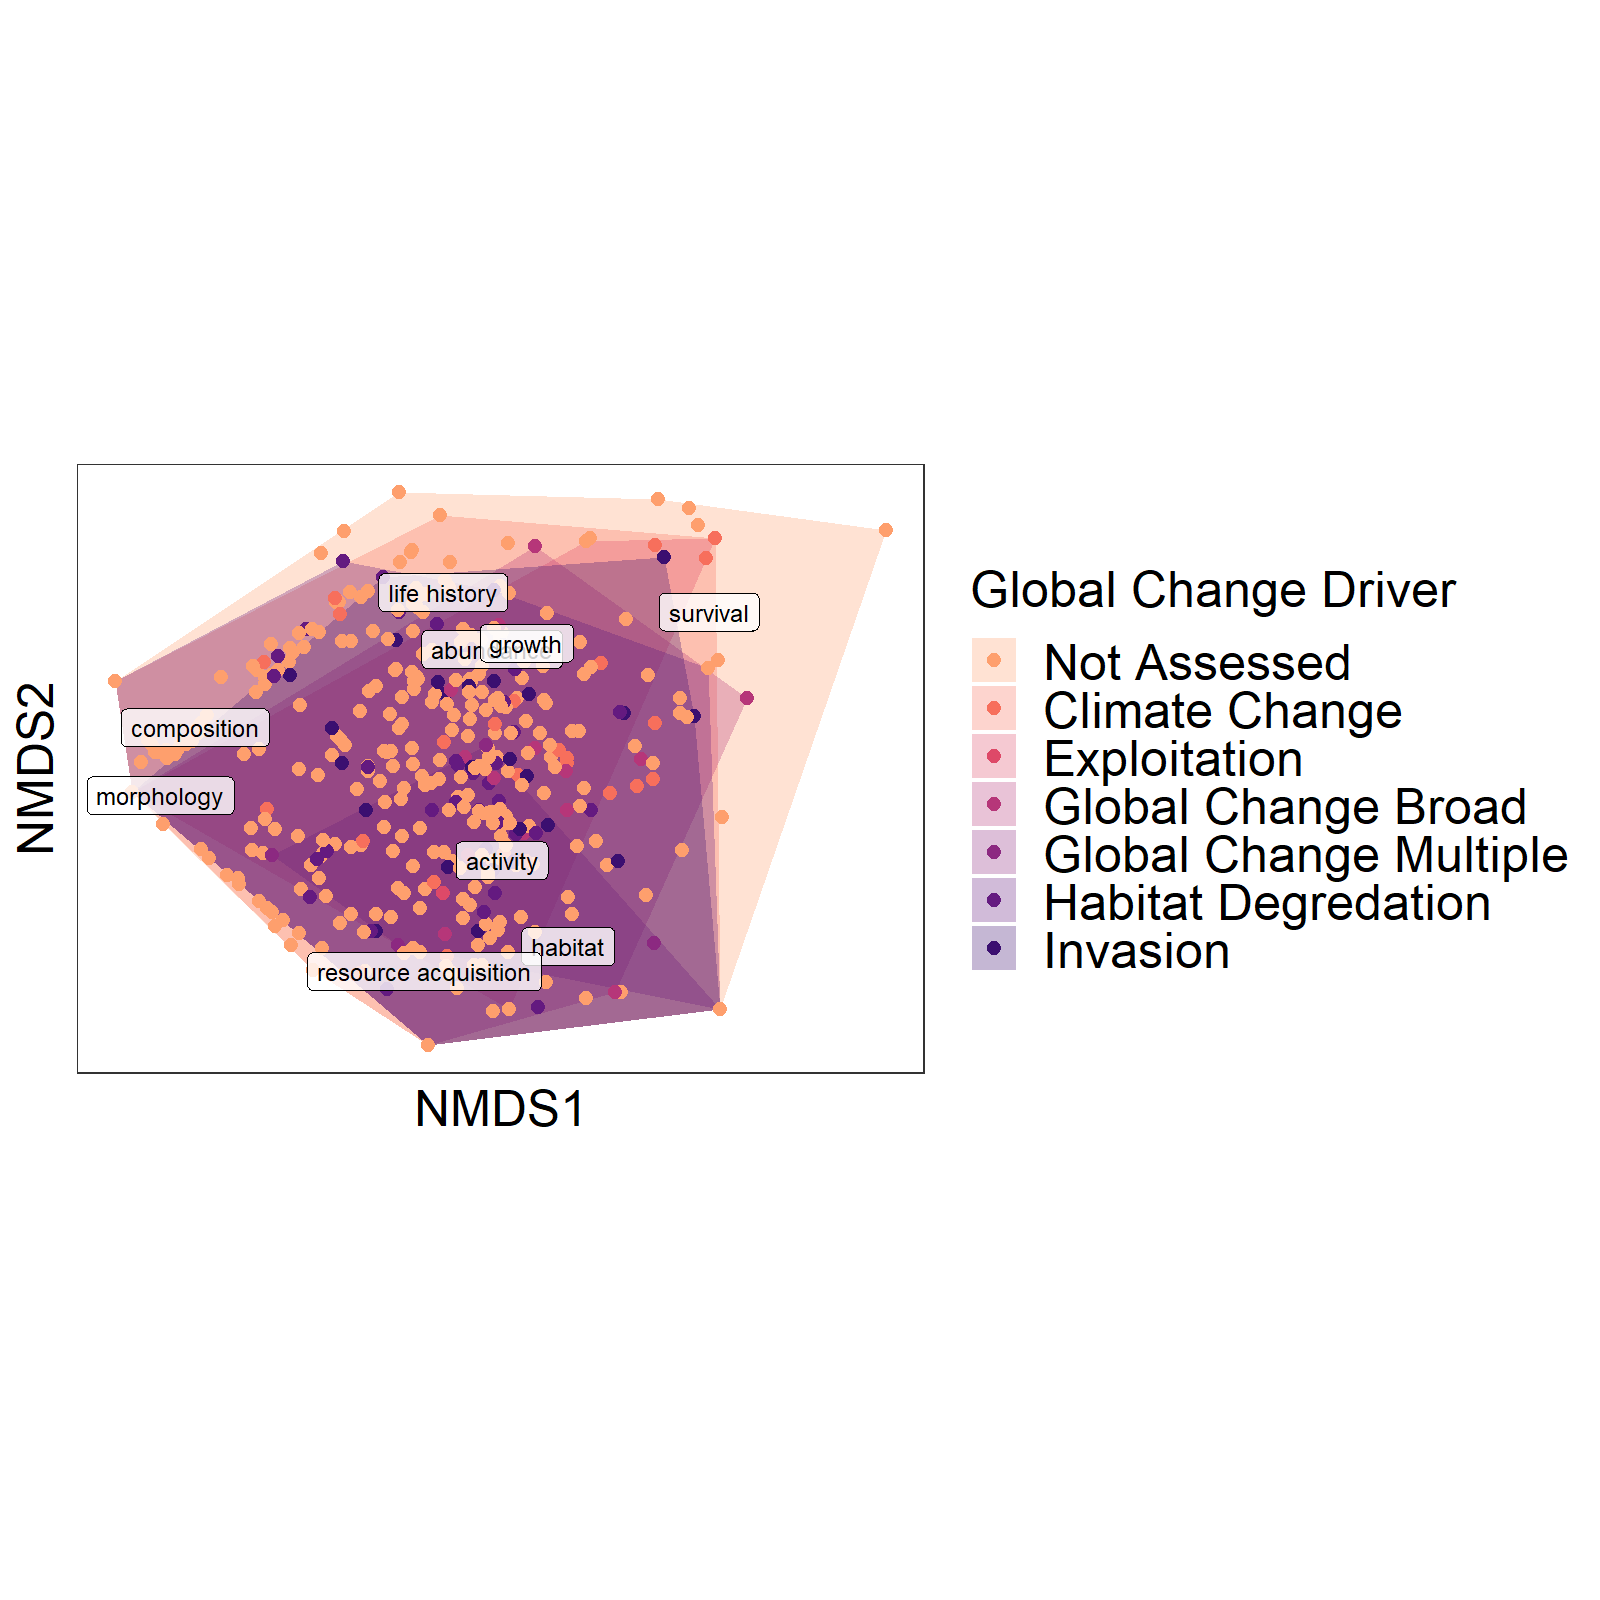 life history
survival
growth
composition
morphology
activity
habitat
resource acquisition
NMDS2
NMDS1
Global Change Driver
Not Assessed
Climate Change
Exploitation
Global Change Broad
Global Change Multiple
Habitat Degredation
Invasion